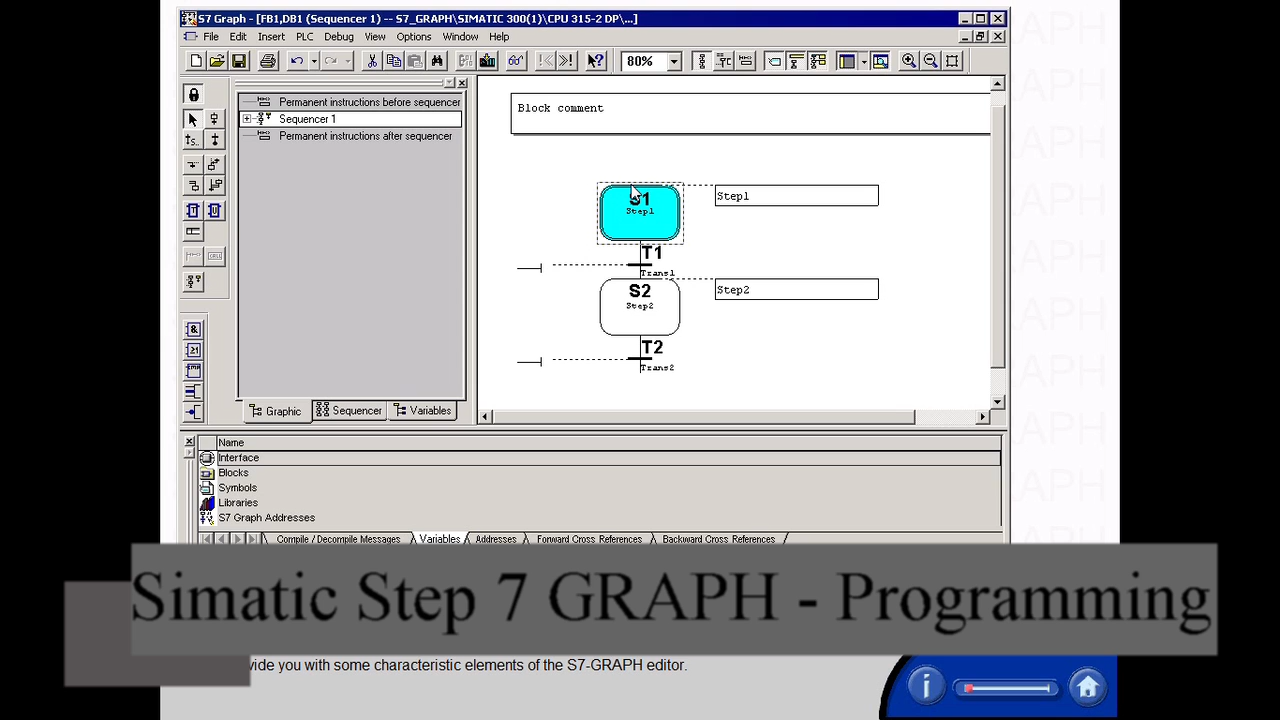 S7 Graph - [FB1,DB1 (Sequencer 1) -- S7_GRAPH\SIMATIC 300(1)\CPU 315-2 DP\...]
File Edit Insert PLC Debug View Options Window Help
80%
Permanent instructions before sequencer
Sequencer 1
Permanent instructions after sequencer
Block comment
S1
Step1
Step1
T1
Trans1
S2
Step2
Step2
T2
Trans2
Graphic Sequencer Variables
Name
Interface
Blocks
Symbols
Libraries
S7 Graph Addresses
Compile / Decompile Messages Variables Addresses Forward Cross References Backward Cross References
Simatic Step 7 GRAPH - Programming
vide you with some characteristic elements of the S7-GRAPH editor.